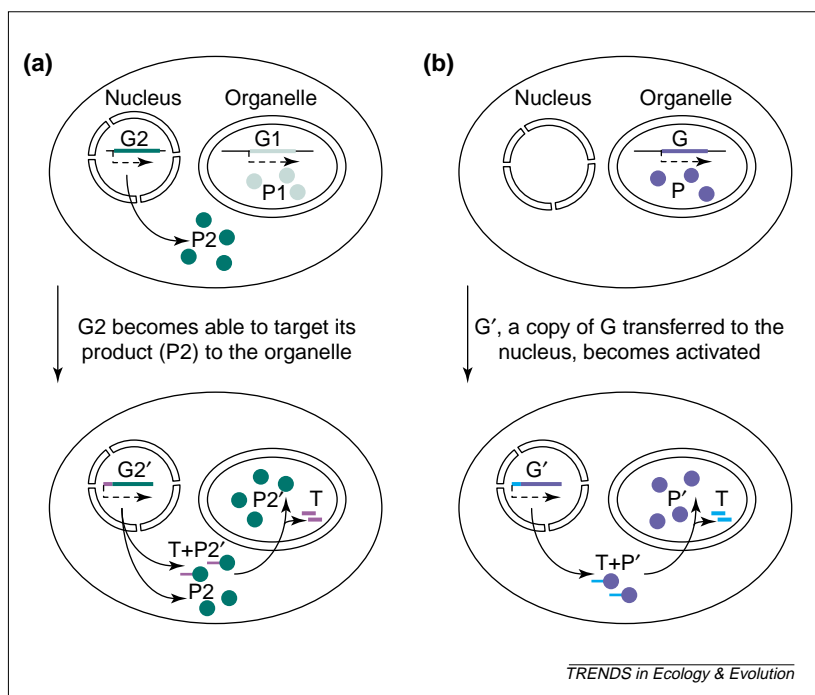 (a)
Nucleus
Organelle
G2
G1
P1
P2
G2 becomes able to target its
product (P2) to the organelle
G2′
P2′
T
T+P2′
P2
(b)
Nucleus
Organelle
G
P
G′, a copy of G transferred to the
nucleus, becomes activated
G′
P′
T
T+P′
TRENDS in Ecology & Evolution